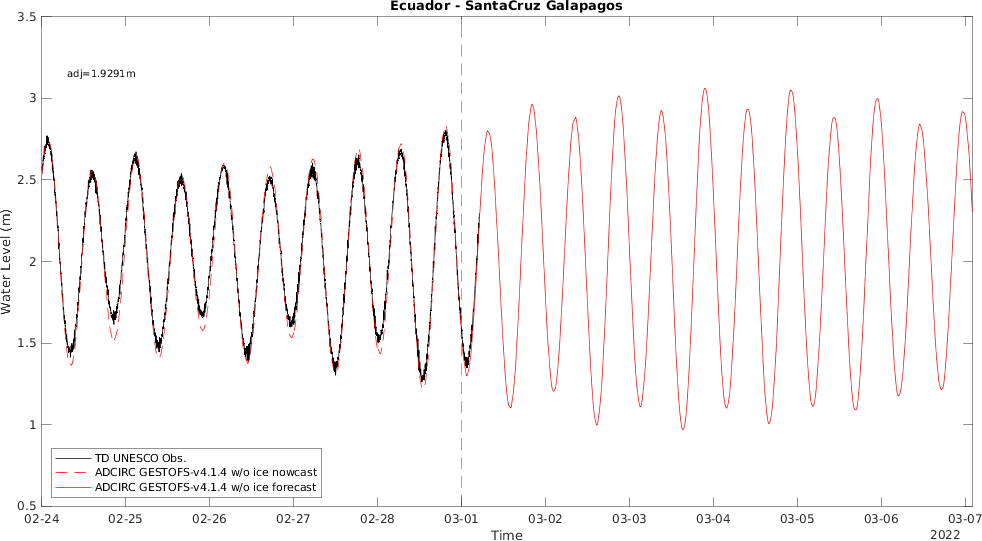 Ecuador - SantaCruz Galapagos
3.5
adj=1.9291m
3
2.5
Water Level (m)
2
1.5
1
TD UNESCO Obs.
ADCIRC GESTOFS-v4.1.4 w/o ice nowcast
ADCIRC GESTOFS-v4.1.4 w/o ice forecast
0.5
02-24 02-25 02-26 02-27 02-28 03-01 03-02 03-03 03-04 03-05 03-06 03-07
Time
2022